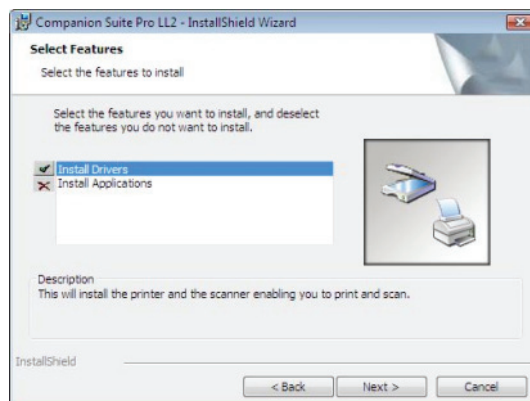 Companion Suite Pro LL2 - InstallShield Wizard
Select Features
Select the features to install
Select the features you want to install, and deselect
the features you do not want to install.
Install Drivers
Install Applications
Description
This will install the printer and the scanner enabling you to print and scan.
InstallShield
< Back
Next >
Cancel